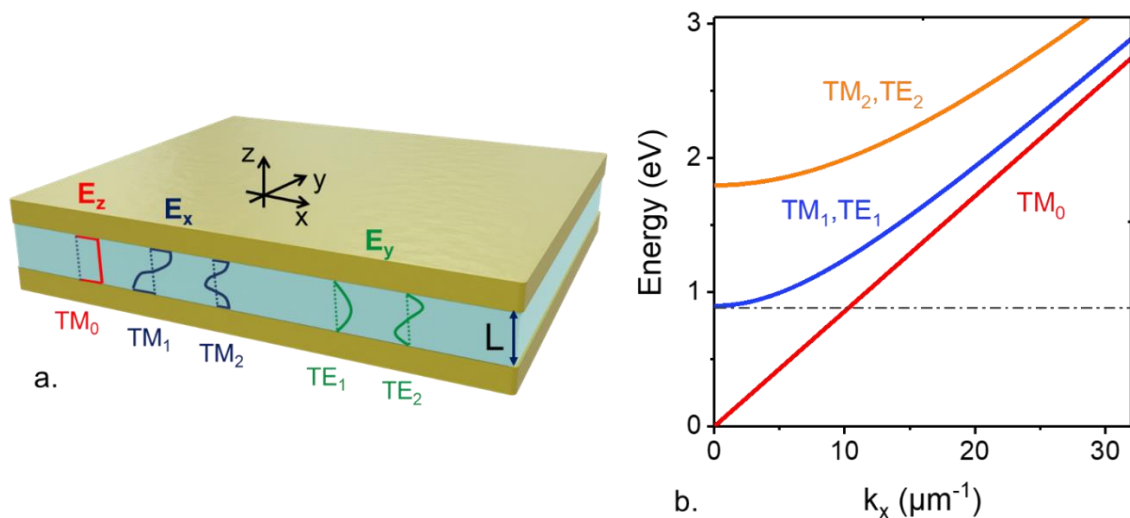 z
y
x
E_z
E_x
E_y
L
TM_0
TM_1
TM_2
TE_1
TE_2
a.
3
2
1
0
Energy (eV)
TM_2,TE_2
TM_1,TE_1
TM_0
0 10 20 30
k_x (μm^-1)
b.